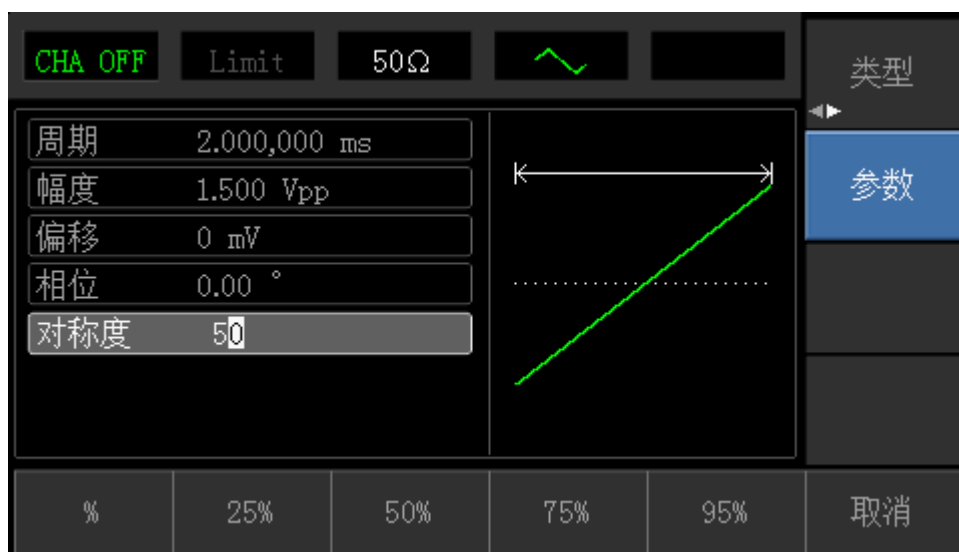 CHA OFF Limit 50Ω 类型
周期 2.000,000 ms
幅度 1.500 Vpp 参数
偏移 0 mV
相位 0.00 °
对称度 50
% 25% 50% 75% 95% 取消